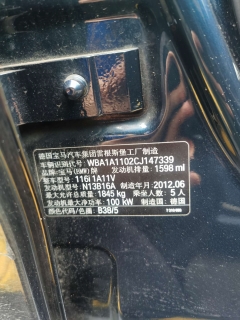 德国宝马汽车集团雷根斯堡工厂制造
车辆识别代号: WBA1A1102CJ147339
品牌: 宝马(BMW)牌 发动机排量: 1598 ml
车型型号: 116i 1A11V
发动机型号: N13B16A 制造年月: 2012.06
最大允许总质量: 1845 kg 乘坐人数: 5 人
发动机最大净功率: 100 kW 制造国: 德国
颜色代码/色色: B38/5